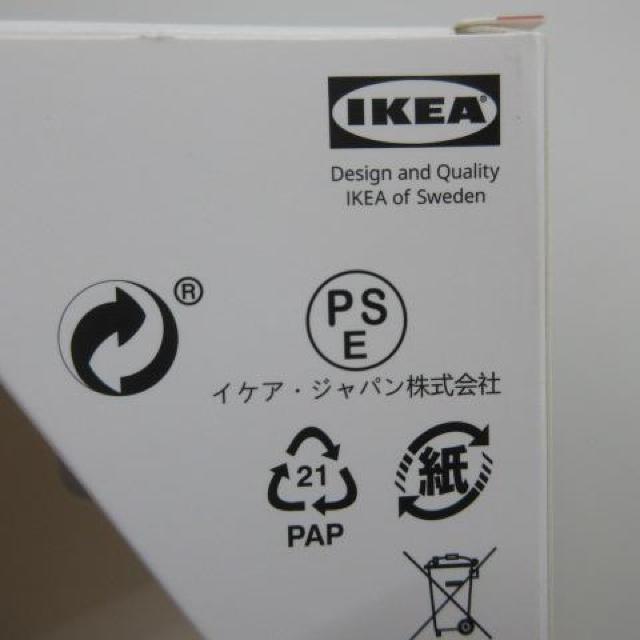 IKEA®
Design and Quality
IKEA of Sweden
®
PS
E
イケア・ジャパン株式会社
21
PAP
紙